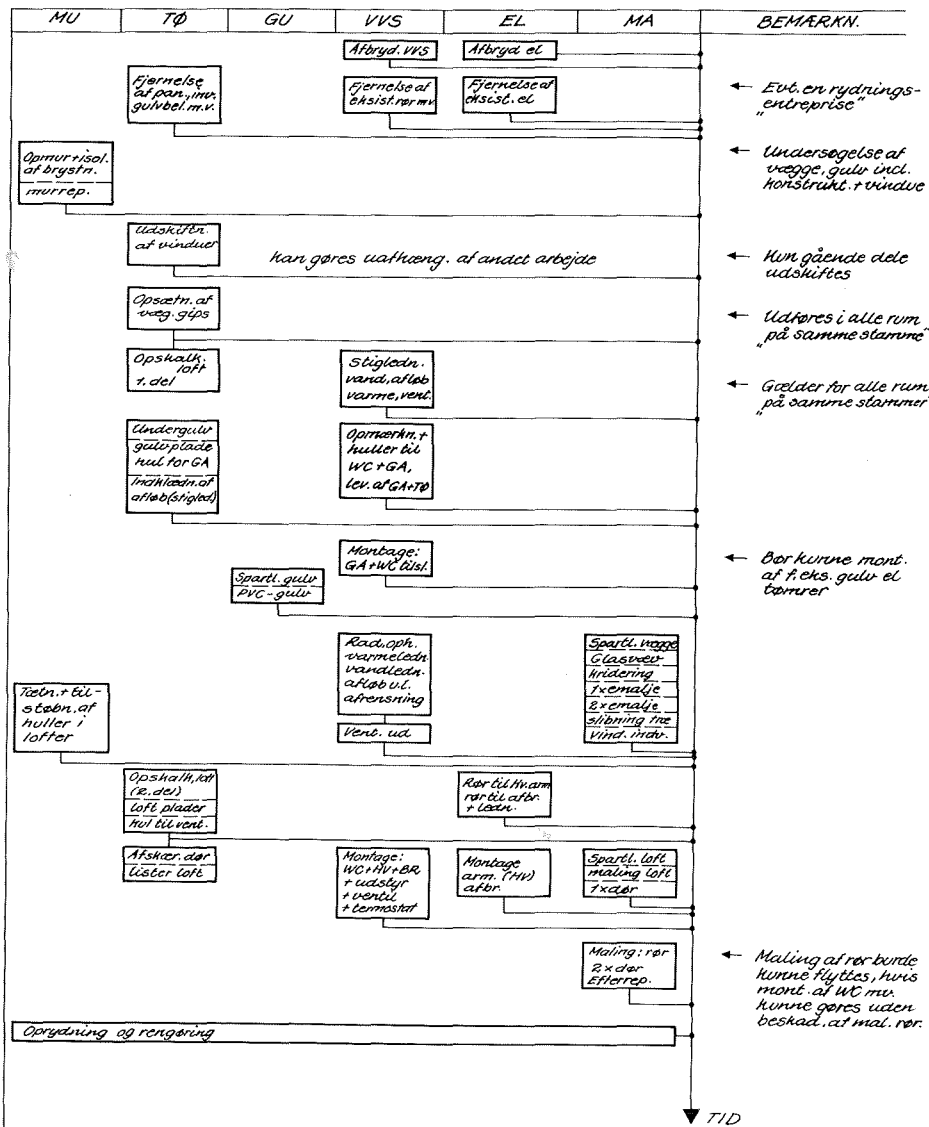 MU TØ GU VVS EL MA BEMÆRKN.
Afbryd. VVS
Afbryd el
Fjernelse
af pan., inv.
gulvbel. m.v.
Fjernelse af
eksist. rør mv.
Fjernelse af
eksist. el
← Evt. en rydnings-
entreprise"
Opmur+isol.
af brystn.
murrep.
← Undersøgelse af
vægge, gulv incl.
konstrukt. + vindue
Udskiftn.
af vinduer
kan gøres uafhæng. af andet arbejde
← Kun gående dele
udskiftes
Opsætn. af
væg. gips
← Udføres i alle rum
på samme stamme"
Opskalk.
loft
1. del
Stigledn.
vand, afløb
varme, vent.
← Gælder for alle rum
på samme stammer"
Undergulv
gulvplade
hul for GA
Indklædn. af
afløb (stigled.)
Opmærkn. +
huller til
WC + GA,
lev. af GA+TØ
Montage:
GA+WC tilsl.
← Bør kunne mont.
af f.eks. gulv el
tømrer
Spartl. gulv
PVC-gulv
Rad. oph.
varmeledn.
vandledn.
afløb u.l.
afrensning
Vent. ud
Spartl. vægge
Glasvæv
Kridering
1 x emalje
2 x emalje
slibning træ
Vind. indv.
Tætn. + til-
støbn. af
huller i
lofter
Opskalk. loft
(2. del)
Loft plader
Hul til vent.
Rør til Hv. arm
rør til afbr.
+ ledn.
Afskær. dør
Lister loft
Montage:
WC+HV+BR
+ udstyr
+ ventil
+ termostat
Montage
arm. (HV)
afbr.
Spartl. loft
maling loft
1 x dør
Maling: rør
2 x dør
Efterrep.
← Maling af rør burde
kunne flyttes, hvis
mont. af WC mv.
kunne gøres uden
beskad. af mal. rør.
Oprydning og rengøring
TID